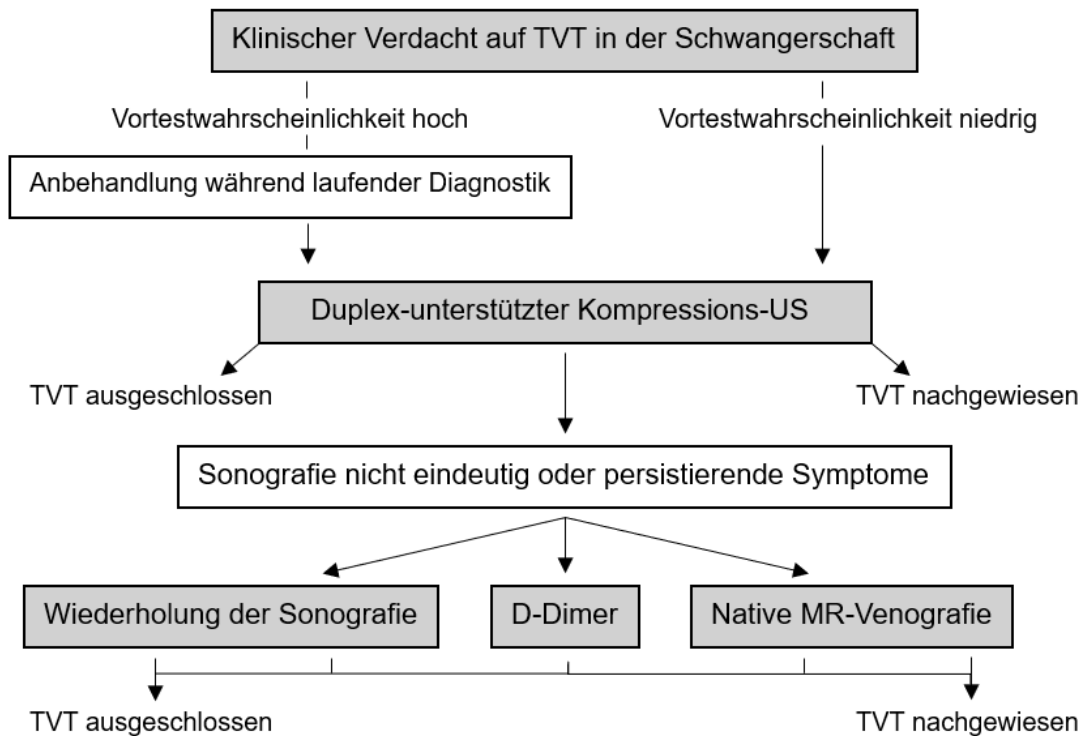 Klinischer Verdacht auf TVT in der Schwangerschaft
Vortestwahrscheinlichkeit hoch
Vortestwahrscheinlichkeit niedrig
Anbehandlung während laufender Diagnostik
Duplex-unterstützter Kompressions-US
TVT ausgeschlossen
TVT nachgewiesen
Sonografie nicht eindeutig oder persistierende Symptome
Wiederholung der Sonografie
D-Dimer
Native MR-Venografie
TVT ausgeschlossen
TVT nachgewiesen